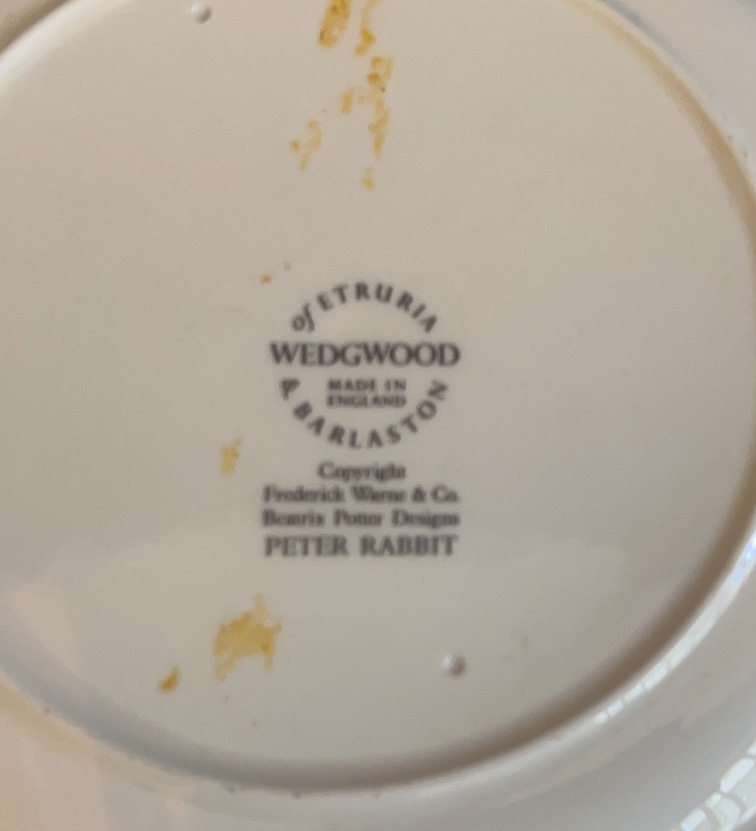 of ETRURIA
WEDGWOOD
MADE IN
ENGLAND
& BARLASTON
Copyright
Frederick Warne & Co.
Beatrix Potter Designs
PETER RABBIT